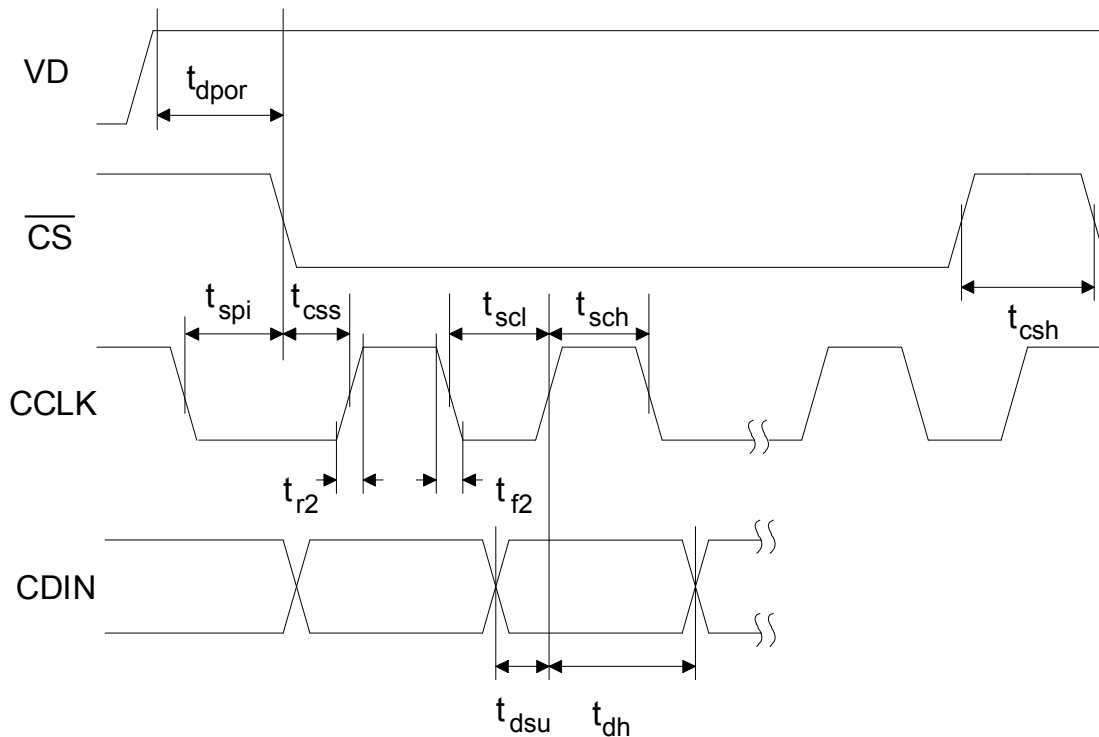 VD
t_dpor
CS
t_spi
t_css
t_scl
t_sch
t_csh
CCLK
t_r2
t_f2
CDIN
t_dsu
t_dh